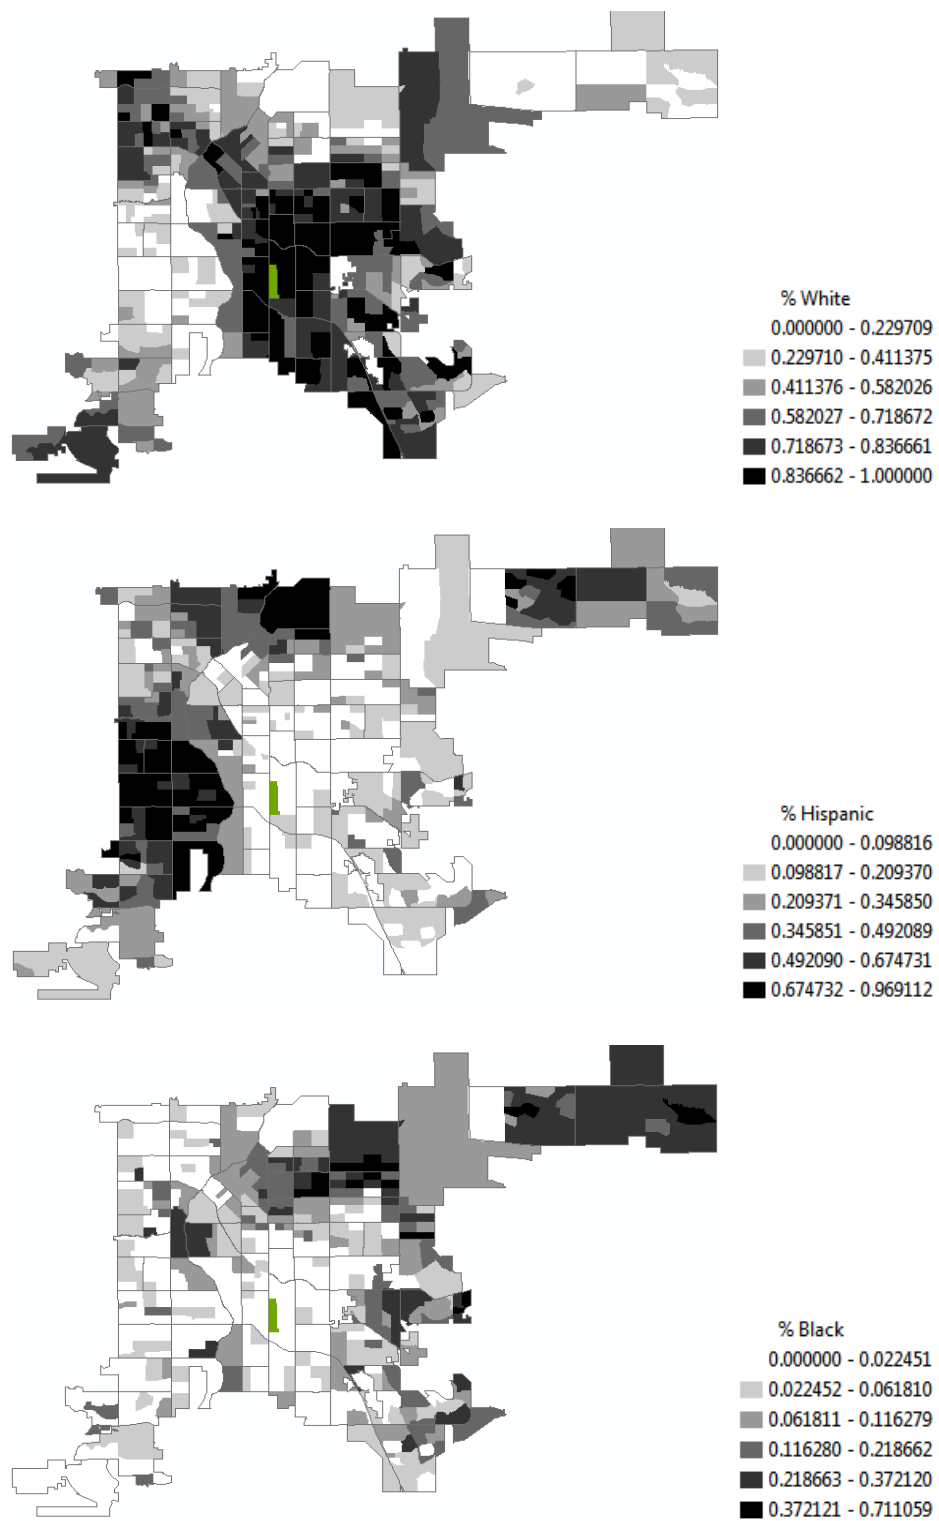 % White
0.000000 - 0.229709
0.229710 - 0.411375
0.411376 - 0.582026
0.582027 - 0.718672
0.718673 - 0.836661
0.836662 - 1.000000
% Hispanic
0.000000 - 0.098816
0.098817 - 0.209370
0.209371 - 0.345850
0.345851 - 0.492089
0.492090 - 0.674731
0.674732 - 0.969112
% Black
0.000000 - 0.022451
0.022452 - 0.061810
0.061811 - 0.116279
0.116280 - 0.218662
0.218663 - 0.372120
0.372121 - 0.711059